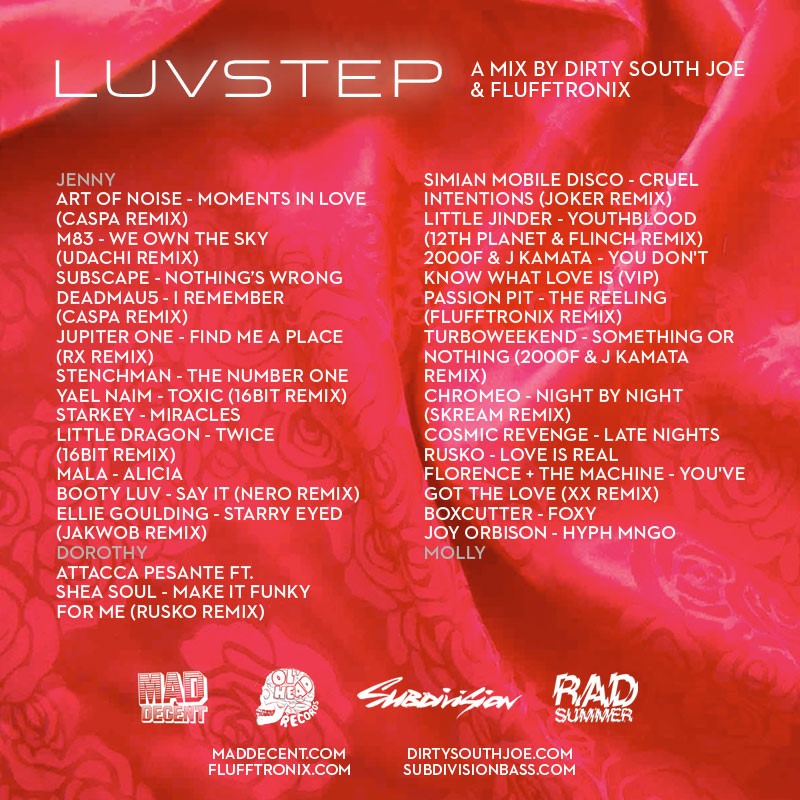 LUVSTEP
A MIX BY DIRTY SOUTH JOE
& FLUFFTRONIX
JENNY
ART OF NOISE - MOMENTS IN LOVE
(CASPA REMIX)
M83 - WE OWN THE SKY
(UDACHI REMIX)
SUBSCAPE - NOTHING'S WRONG
DEADMAU5 - I REMEMBER
(CASPA REMIX)
JUPITER ONE - FIND ME A PLACE
(RX REMIX)
STENCHMAN - THE NUMBER ONE
YAEL NAIM - TOXIC (16BIT REMIX)
STARKEY - MIRACLES
LITTLE DRAGON - TWICE
(16BIT REMIX)
MALA - ALICIA
BOOTY LUV - SAY IT (NERO REMIX)
ELLIE GOULDING - STARRY EYED
(JAKWOB REMIX)
DOROTHY
ATTACCA PESANTE FT.
SHEA SOUL - MAKE IT FUNKY
FOR ME (RUSKO REMIX)
SIMIAN MOBILE DISCO - CRUEL
INTENTIONS (JOKER REMIX)
LITTLE JINDER - YOUTHBLOOD
(12TH PLANET & FLINCH REMIX)
2000F & J KAMATA - YOU DON'T
KNOW WHAT LOVE IS (VIP)
PASSION PIT - THE REELING
(FLUFFTRONIX REMIX)
TURBOWEEKEND - SOMETHING OR
NOTHING (2000F & J KAMATA
REMIX)
CHROMEO - NIGHT BY NIGHT
(SKREAM REMIX)
COSMIC REVENGE - LATE NIGHTS
RUSKO - LOVE IS REAL
FLORENCE + THE MACHINE - YOU'VE
GOT THE LOVE (XX REMIX)
BOXCUTTER - FOXY
JOY ORBISON - HYPH MNGO
MOLLY
MAD
DECENT
HEAD
RECORDS
SUBDIVISION
RAD
SUMMER
MADDECENT.COM
FLUFFTRONIX.COM
DIRTYSOUTHJOE.COM
SUBDIVISIONBASS.COM